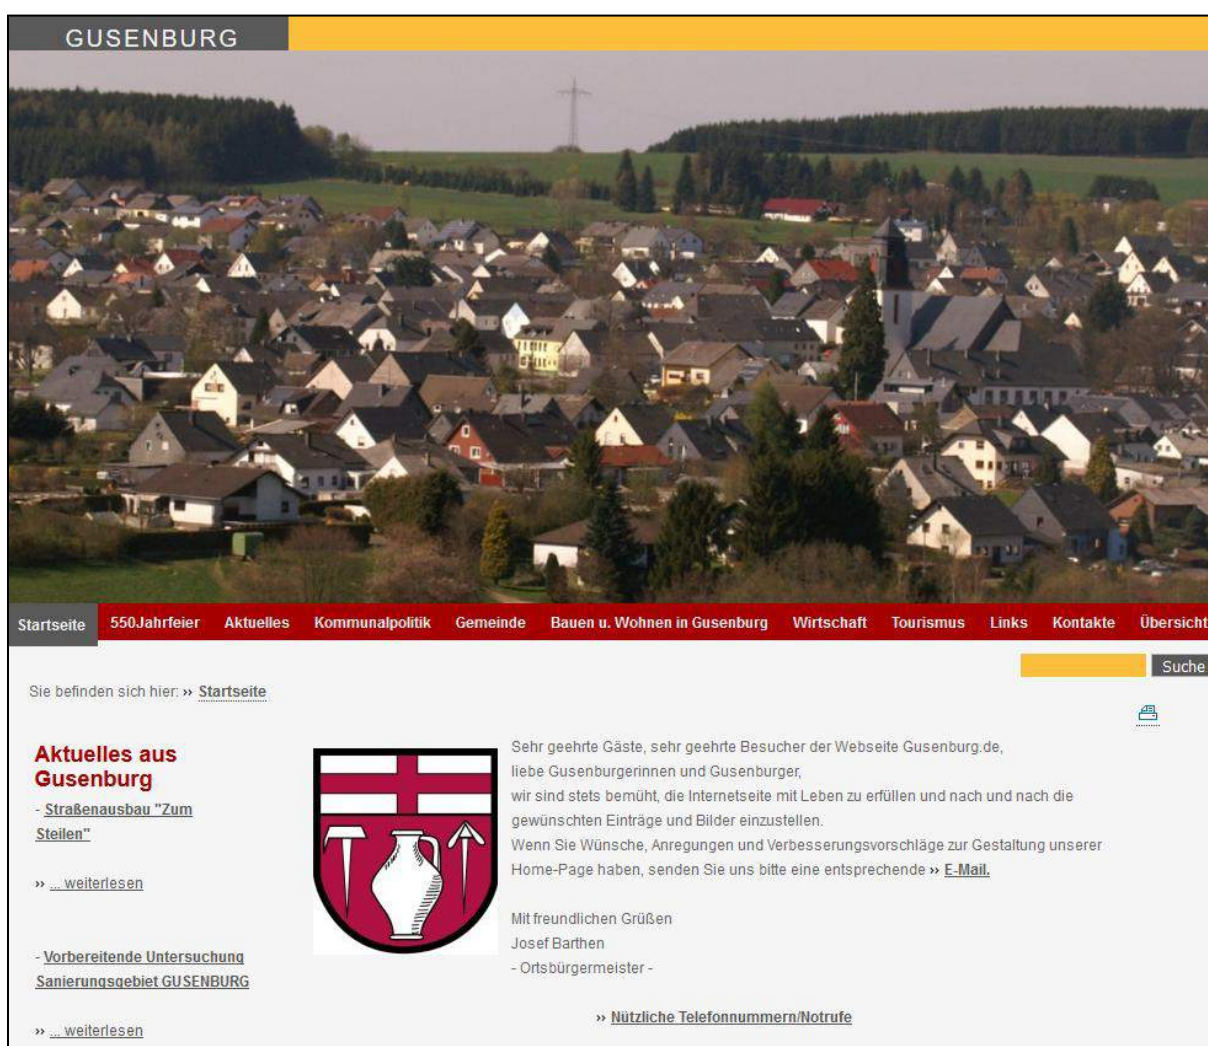 GUSENBURG
Startseite 550Jahrfeier Aktuelles Kommunalpolitik Gemeinde Bauen u. Wohnen in Gusenburg Wirtschaft Tourismus Links Kontakte Übersicht
Suche
Sie befinden sich hier: ›› Startseite
Aktuelles aus
Gusenburg
- Straßenausbau "Zum
Steilen"
›› ... weiterlesen
- Vorbereitende Untersuchung
Sanierungsgebiet GUSENBURG
›› ... weiterlesen
Sehr geehrte Gäste, sehr geehrte Besucher der Webseite Gusenburg.de,
liebe Gusenburgerinnen und Gusenburger,
wir sind stets bemüht, die Internetseite mit Leben zu erfüllen und nach und nach die
gewünschten Einträge und Bilder einzustellen.
Wenn Sie Wünsche, Anregungen und Verbesserungsvorschläge zur Gestaltung unserer
Home-Page haben, senden Sie uns bitte eine entsprechende ›› E-Mail.
Mit freundlichen Grüßen
Josef Barthen
- Ortsbürgermeister -
›› Nützliche Telefonnummern/Notrufe